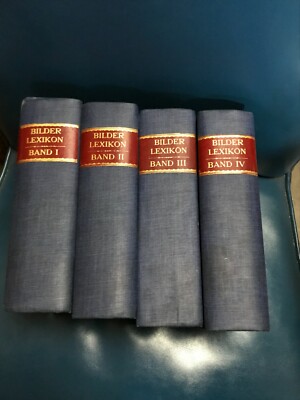 BILDER
LEXIKON
BAND I
BILDER
LEXIKON
BAND II
BILDER
LEXIKON
BAND III
BILDER
LEXIKON
BAND IV